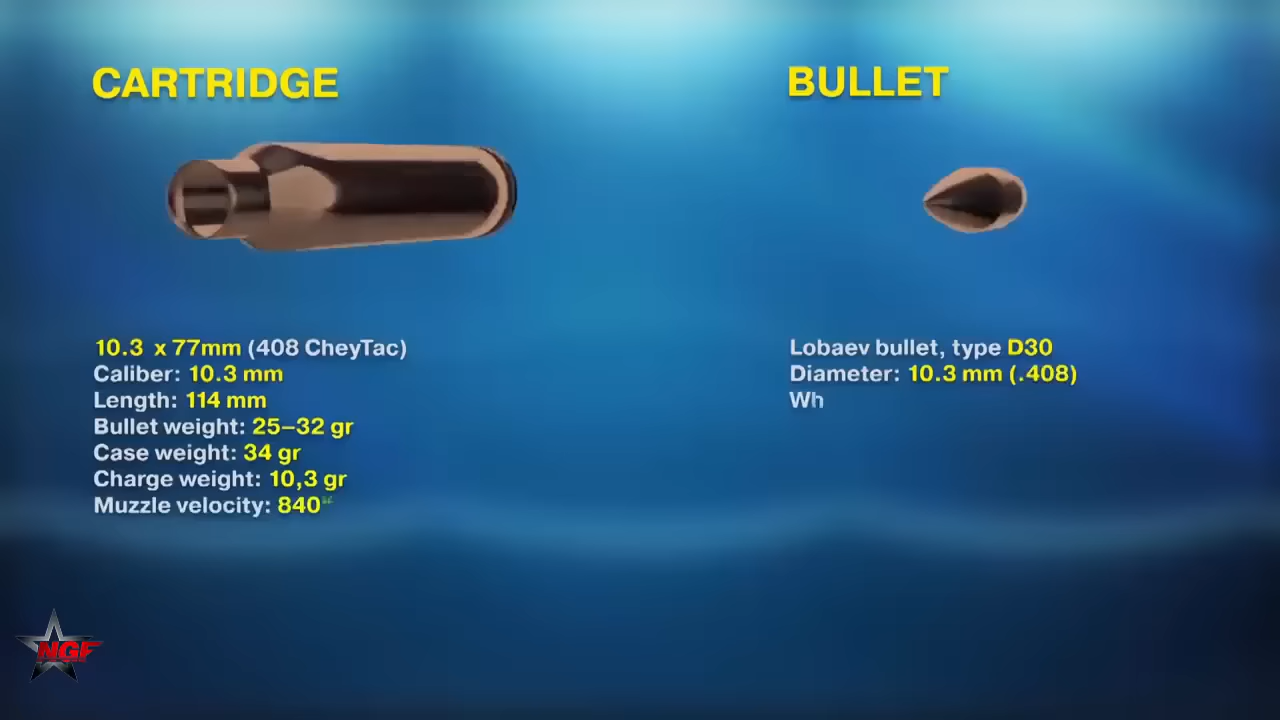 CARTRIDGE
10.3 x 77mm (408 CheyTac)
Caliber: 10.3 mm
Length: 114 mm
Bullet weight: 25–32 gr
Case weight: 34 gr
Charge weight: 10,3 gr
Muzzle velocity: 840
BULLET
Lobaev bullet, type D30
Diameter: 10.3 mm (.408)
Wh
NGF